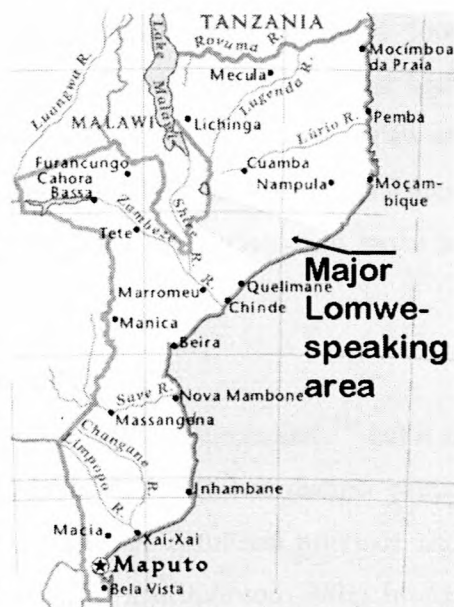 TANZANIA
Rovuma R.
Mocímboa
da Praia
Mecula
Lugenda R.
Lake
Malawi
Luangwa R.
MALAWI
Lichinga
Pemba
Lúrio R.
Furancungo
Cahora
Bassa
Cuamba
Nampula
Moçam-
bique
Zambeze R.
Shire R.
Tete
Major
Lomwe-
speaking
area
Marromeu
Quelimane
Chinde
Manica
Beira
Save R.
Nova Mambone
Massangena
Changane R.
Limpopo R.
Inhambane
Macia
Xai-Xai
Maputo
Bela Vista